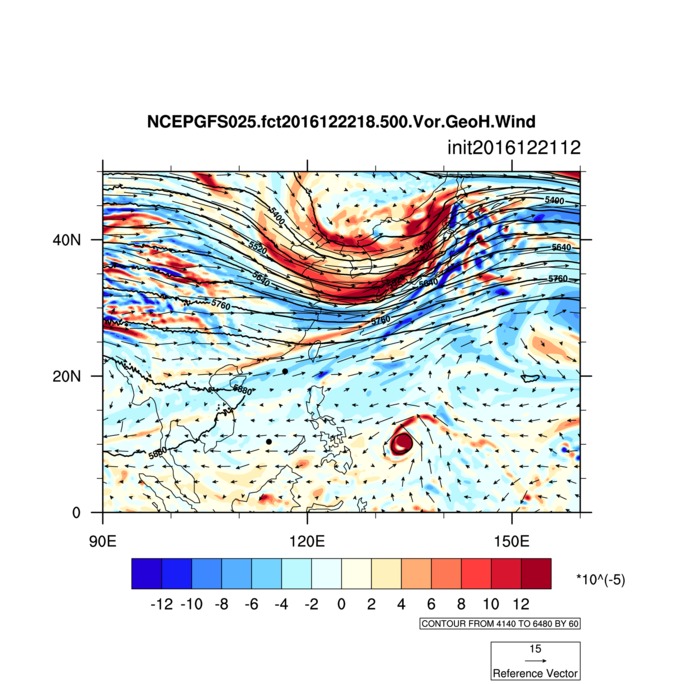 NCEPGFS025.fct2016122218.500.Vor.GeoH.Wind
init2016122112
5400
5400
5520
5640
5640
5640
5760
5760
5760
5880
5880
40N
20N
0
90E 120E 150E
-12 -10 -8 -6 -4 -2 0 2 4 6 8 10 12
*10^(-5)
CONTOUR FROM 4140 TO 6480 BY 60
15
Reference Vector